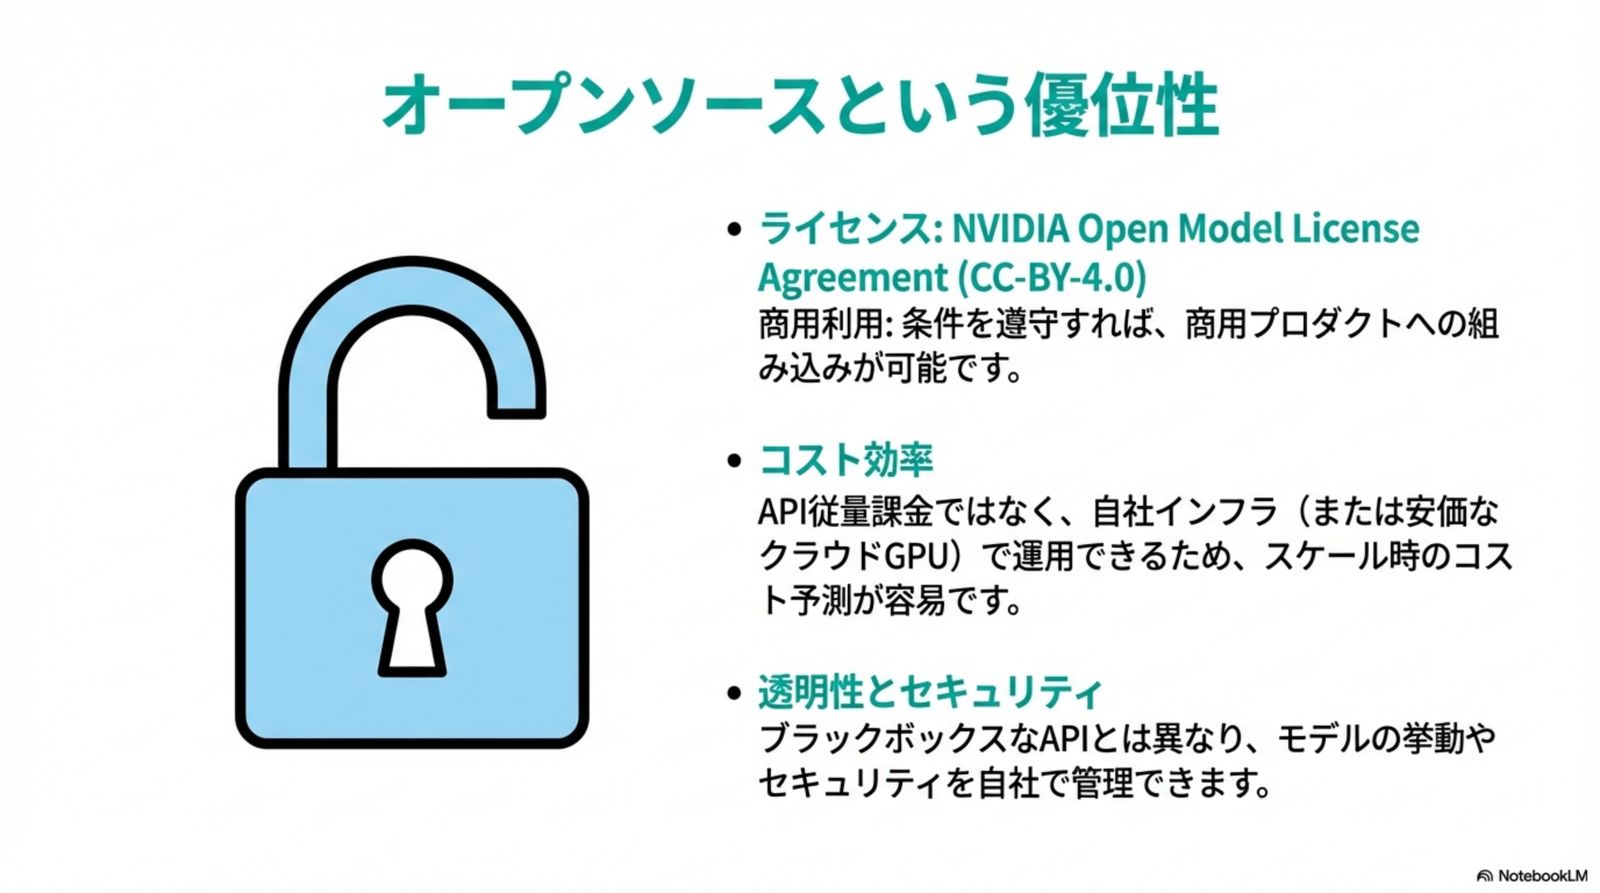 オープンソースという優位性
• ライセンス: NVIDIA Open Model License
Agreement (CC-BY-4.0)
商用利用: 条件を遵守すれば、商用プロダクトへの組
み込みが可能です。
• コスト効率
API従量課金ではなく、自社インフラ（または安価な
クラウドGPU）で運用できるため、スケール時のコス
ト予測が容易です。
• 透明性とセキュリティ
ブラックボックスなAPIとは異なり、モデルの挙動や
セキュリティを自社で管理できます。
NotebookLM